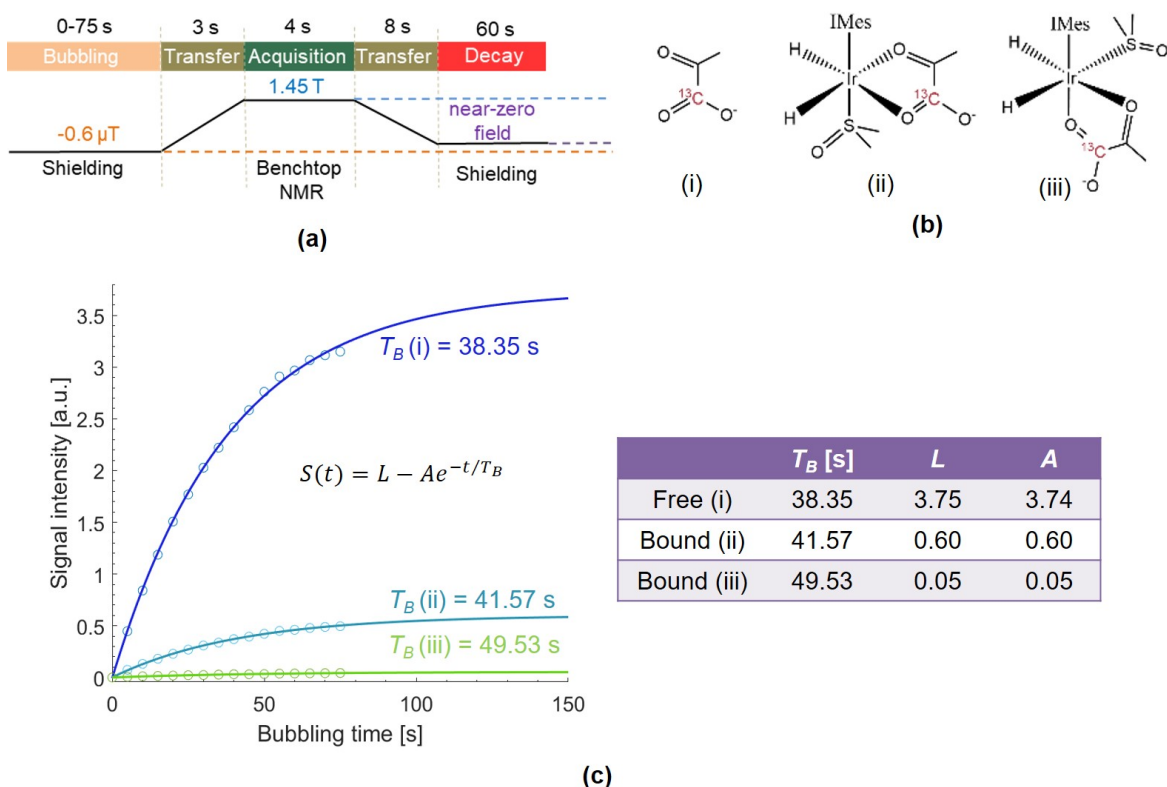 0-75 s 3 s 4 s 8 s 60 s
Bubbling Transfer Acquisition Transfer Decay
1.45 T
near-zero
field
-0.6 µT
Shielding Benchtop
NMR Shielding
(a)
O
13C
O
O-
(i)
IMes
H
O
Ir
13C
H
O
O-
S
O
(ii)
IMes
H
S
O
Ir
H
O
O
13C
-O
(iii)
(b)
Signal intensity [a.u.]
3.5
3
2.5
2
1.5
1
0.5
0
TB (i) = 38.35 s
S(t) = L − Ae−t/TB
TB (ii) = 41.57 s
TB (iii) = 49.53 s
0 50 100 150
Bubbling time [s]
TB [s] L A
Free (i) 38.35 3.75 3.74
Bound (ii) 41.57 0.60 0.60
Bound (iii) 49.53 0.05 0.05
(c)